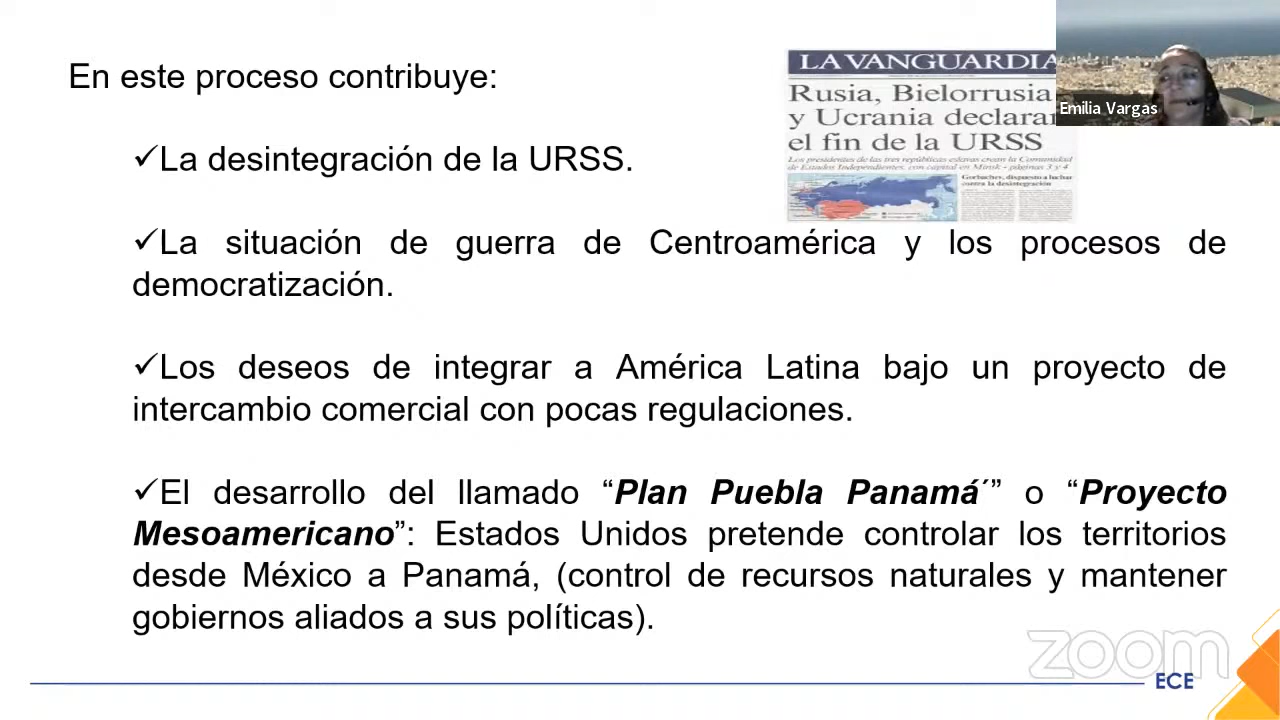 En este proceso contribuye:
LA VANGUARDIA
Rusia, Bielorrusia
y Ucrania declaran
el fin de la URSS
Los presidentes de las tres repúblicas eslavas crean la Comunidad
de Estados Independientes, con capital en Minsk - páginas 3 y 4
Gorbachov, dispuesto a luchar
contra la desintegración
Emilia Vargas
✓La desintegración de la URSS.
✓La situación de guerra de Centroamérica y los procesos de
democratización.
✓Los deseos de integrar a América Latina bajo un proyecto de
intercambio comercial con pocas regulaciones.
✓El desarrollo del llamado “Plan Puebla Panamá´” o “Proyecto
Mesoamericano”: Estados Unidos pretende controlar los territorios
desde México a Panamá, (control de recursos naturales y mantener
gobiernos aliados a sus políticas).
zoom
ECE